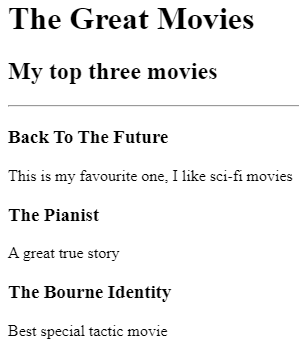 The Great Movies
My top three movies
Back To The Future
This is my favourite one, I like sci-fi movies
The Pianist
A great true story
The Bourne Identity
Best special tactic movie